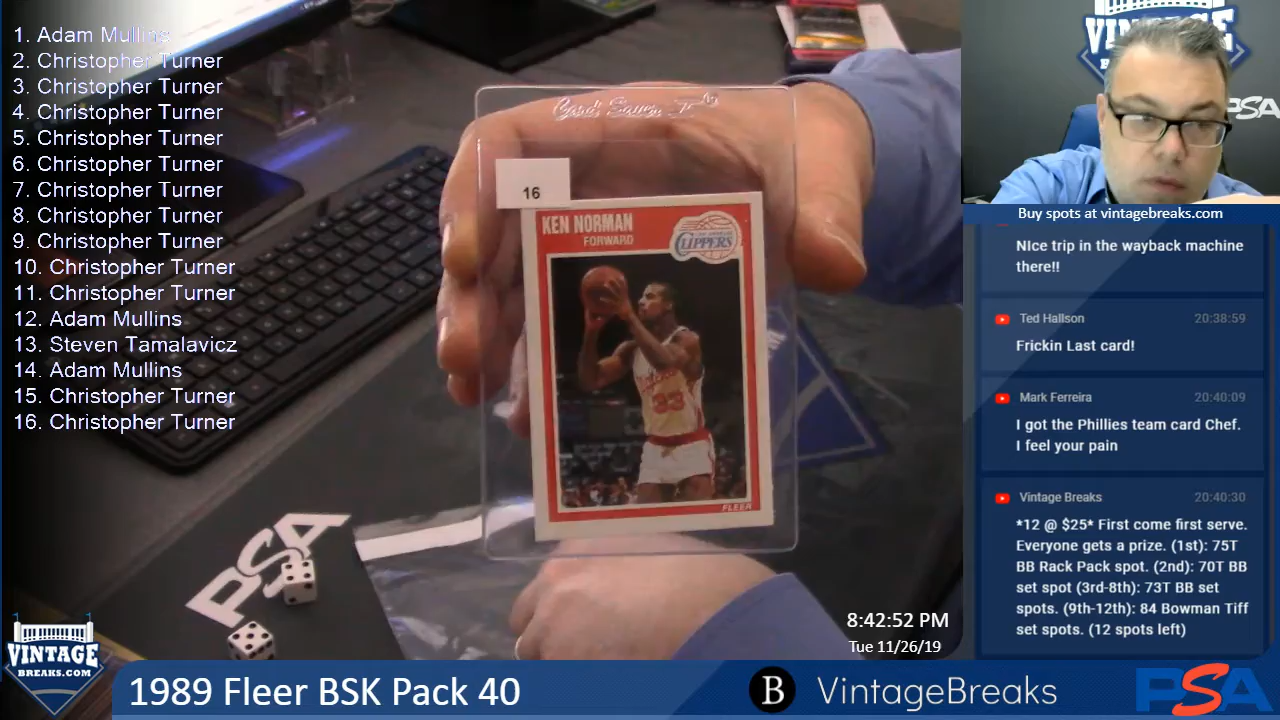 1. Adam Mullins
2. Christopher Turner
3. Christopher Turner
4. Christopher Turner
5. Christopher Turner
6. Christopher Turner
7. Christopher Turner
8. Christopher Turner
9. Christopher Turner
10. Christopher Turner
11. Christopher Turner
12. Adam Mullins
13. Steven Tamalavicz
14. Adam Mullins
15. Christopher Turner
16. Christopher Turner
Card Saver I
16
KEN NORMAN
FORWARD
CLIPPERS
33
FLEER
PSA
VINTAGE
PSA
Buy spots at vintagebreaks.com
NIce trip in the wayback machine
there!!
Ted Hallson 20:38:59
Frickin Last card!
Mark Ferreira 20:40:09
I got the Phillies team card Chef.
I feel your pain
Vintage Breaks 20:40:30
*12 @ $25* First come first serve.
Everyone gets a prize. (1st): 75T
BB Rack Pack spot. (2nd): 70T BB
set spot (3rd-8th): 73T BB set
spots. (9th-12th): 84 Bowman Tiff
set spots. (12 spots left)
8:42:52 PM
Tue 11/26/19
VINTAGE
BREAKS.COM
1989 Fleer BSK Pack 40
B VintageBreaks
PSA